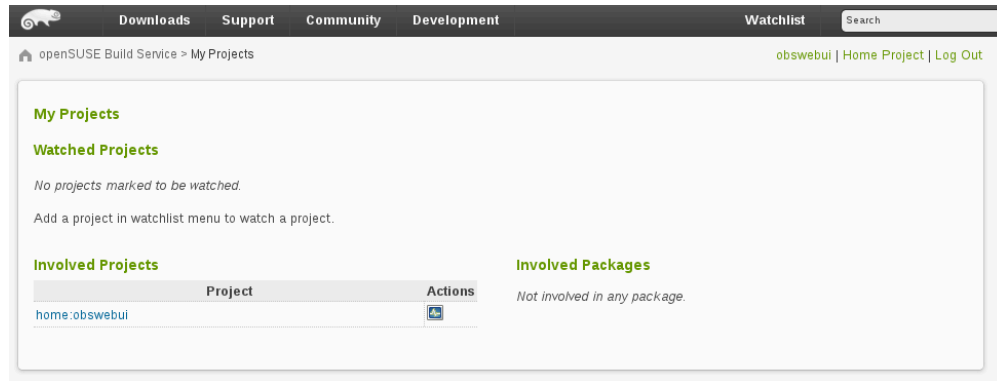 Downloads Support Community Development Watchlist Search
openSUSE Build Service > My Projects obswebui | Home Project | Log Out
My Projects
Watched Projects
No projects marked to be watched.
Add a project in watchlist menu to watch a project.
Involved Projects
Project Actions
home:obswebui
Involved Packages
Not involved in any package.